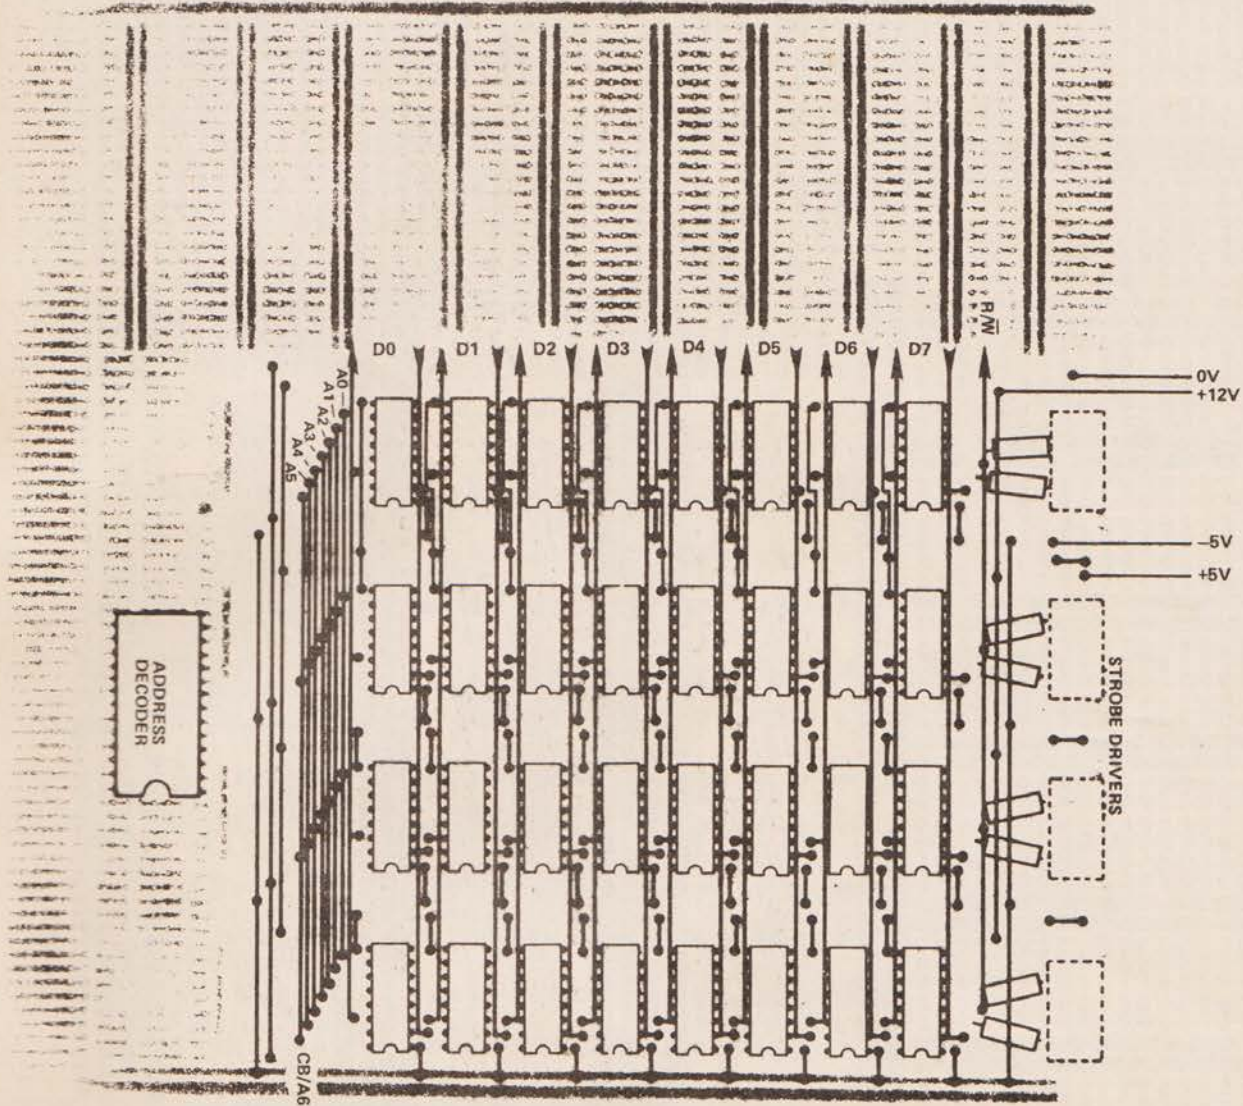 R/W̅
D0
D1
D2
D3
D4
D5
D6
D7
0V
+12V
A0
A1
A2
A3
A4
A5
–5V
+5V
ADDRESS
DECODER
STROBE DRIVERS
CB/A6